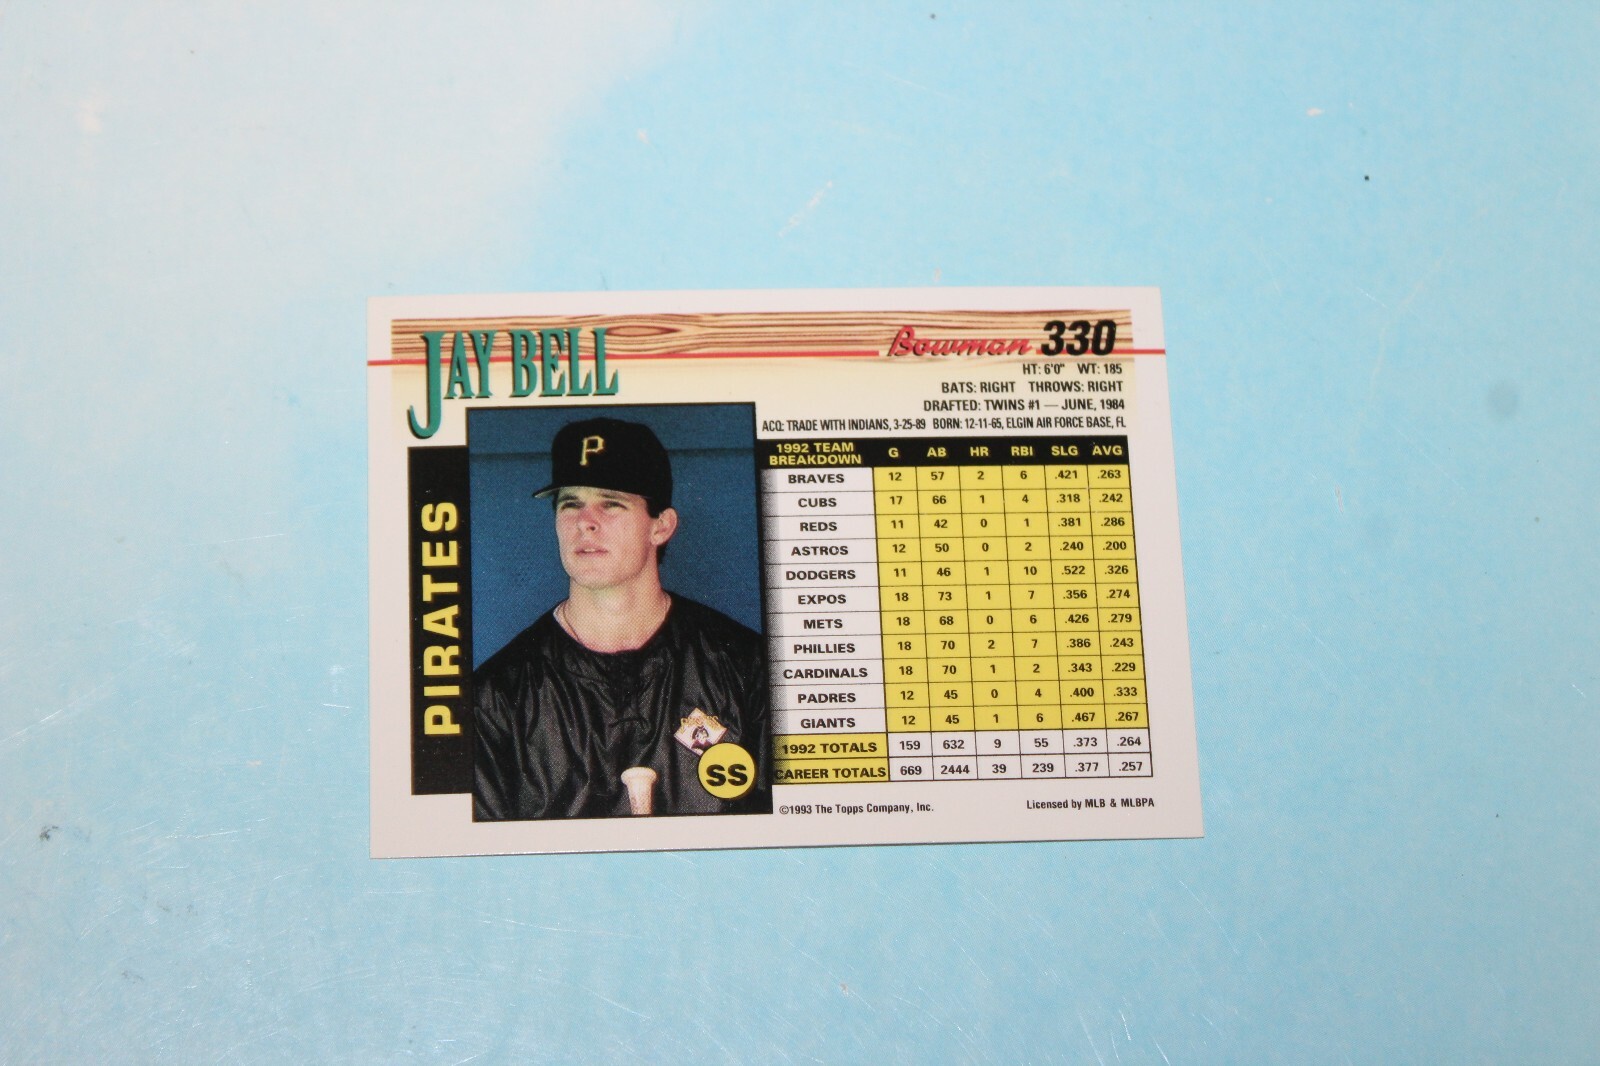 JAY BELL
Bowman 330
HT: 6'0" WT: 185
BATS: RIGHT THROWS: RIGHT
DRAFTED: TWINS #1 — JUNE, 1984
ACQ: TRADE WITH INDIANS, 3-25-89 BORN: 12-11-65, ELGIN AIR FORCE BASE, FL
PIRATES
P
SS
1992 TEAM BREAKDOWN G AB HR RBI SLG AVG
BRAVES 12 57 2 6 .421 .263
CUBS 17 66 1 4 .318 .242
REDS 11 42 0 1 .381 .286
ASTROS 12 50 0 2 .240 .200
DODGERS 11 46 1 10 .522 .326
EXPOS 18 73 1 7 .356 .274
METS 18 68 0 6 .426 .279
PHILLIES 18 70 2 7 .386 .243
CARDINALS 18 70 1 2 .343 .229
PADRES 12 45 0 4 .400 .333
GIANTS 12 45 1 6 .467 .267
1992 TOTALS 159 632 9 55 .373 .264
CAREER TOTALS 669 2444 39 239 .377 .257
©1993 The Topps Company, Inc. Licensed by MLB & MLBPA